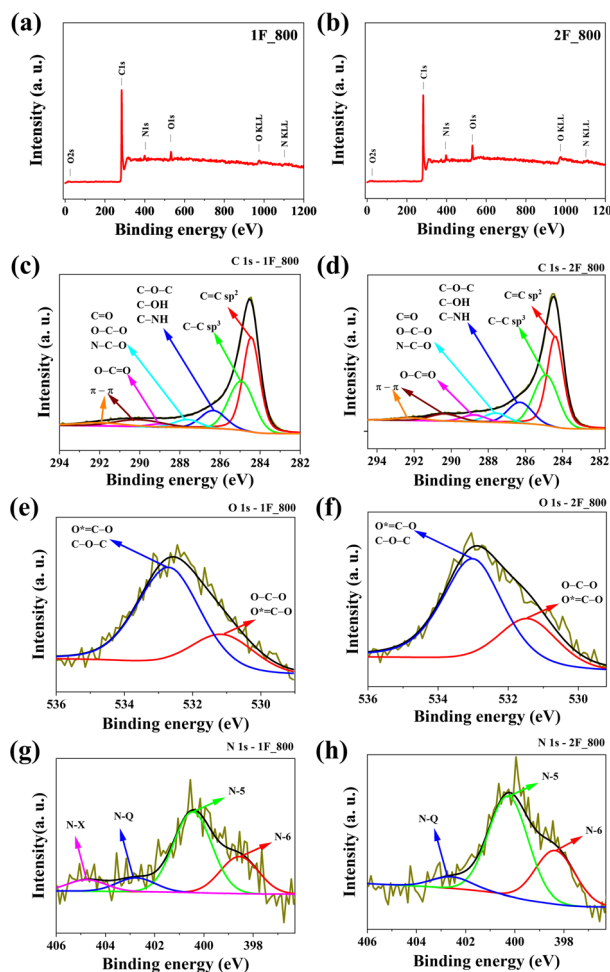 (a)
1F_800
C1s
O2s
N1s
O1s
O KLL
N KLL
Intensity (a. u.)
0 200 400 600 800 1000 1200
Binding energy (eV)
(b)
2F_800
C1s
O2s
N1s
O1s
O KLL
N KLL
Intensity (a. u.)
0 200 400 600 800 1000 1200
Binding energy (eV)
(c)
C 1s - 1F_800
C–O–C
C–OH
C–NH
C=C sp²
C=O
O–C–O
N–C–O
C–C sp³
O–C=O
π – π
Intensity (a. u.)
294 292 290 288 286 284 282
Binding energy (eV)
(d)
C 1s - 2F_800
C–O–C
C–OH
C–NH
C=C sp²
C=O
O–C–O
N–C–O
C–C sp³
O–C=O
π – π
Intensity (a. u.)
294 292 290 288 286 284 282
Binding energy (eV)
(e)
O 1s - 1F_800
O*=C–O
C–O–C
O–C–O
O*=C–O
Intensity (a. u.)
536 534 532 530
Binding energy (eV)
(f)
O 1s - 2F_800
O*=C–O
C–O–C
O–C–O
O*=C–O
Intensity (a. u.)
536 534 532 530
Binding energy (eV)
(g)
N 1s - 1F_800
N-5
N-X
N-Q
N-6
Intensity(a. u.)
406 404 402 400 398
Binding energy (eV)
(h)
N 1s - 2F_800
N-5
N-Q
N-6
Intensity (a. u.)
406 404 402 400 398
Binding energy (eV)